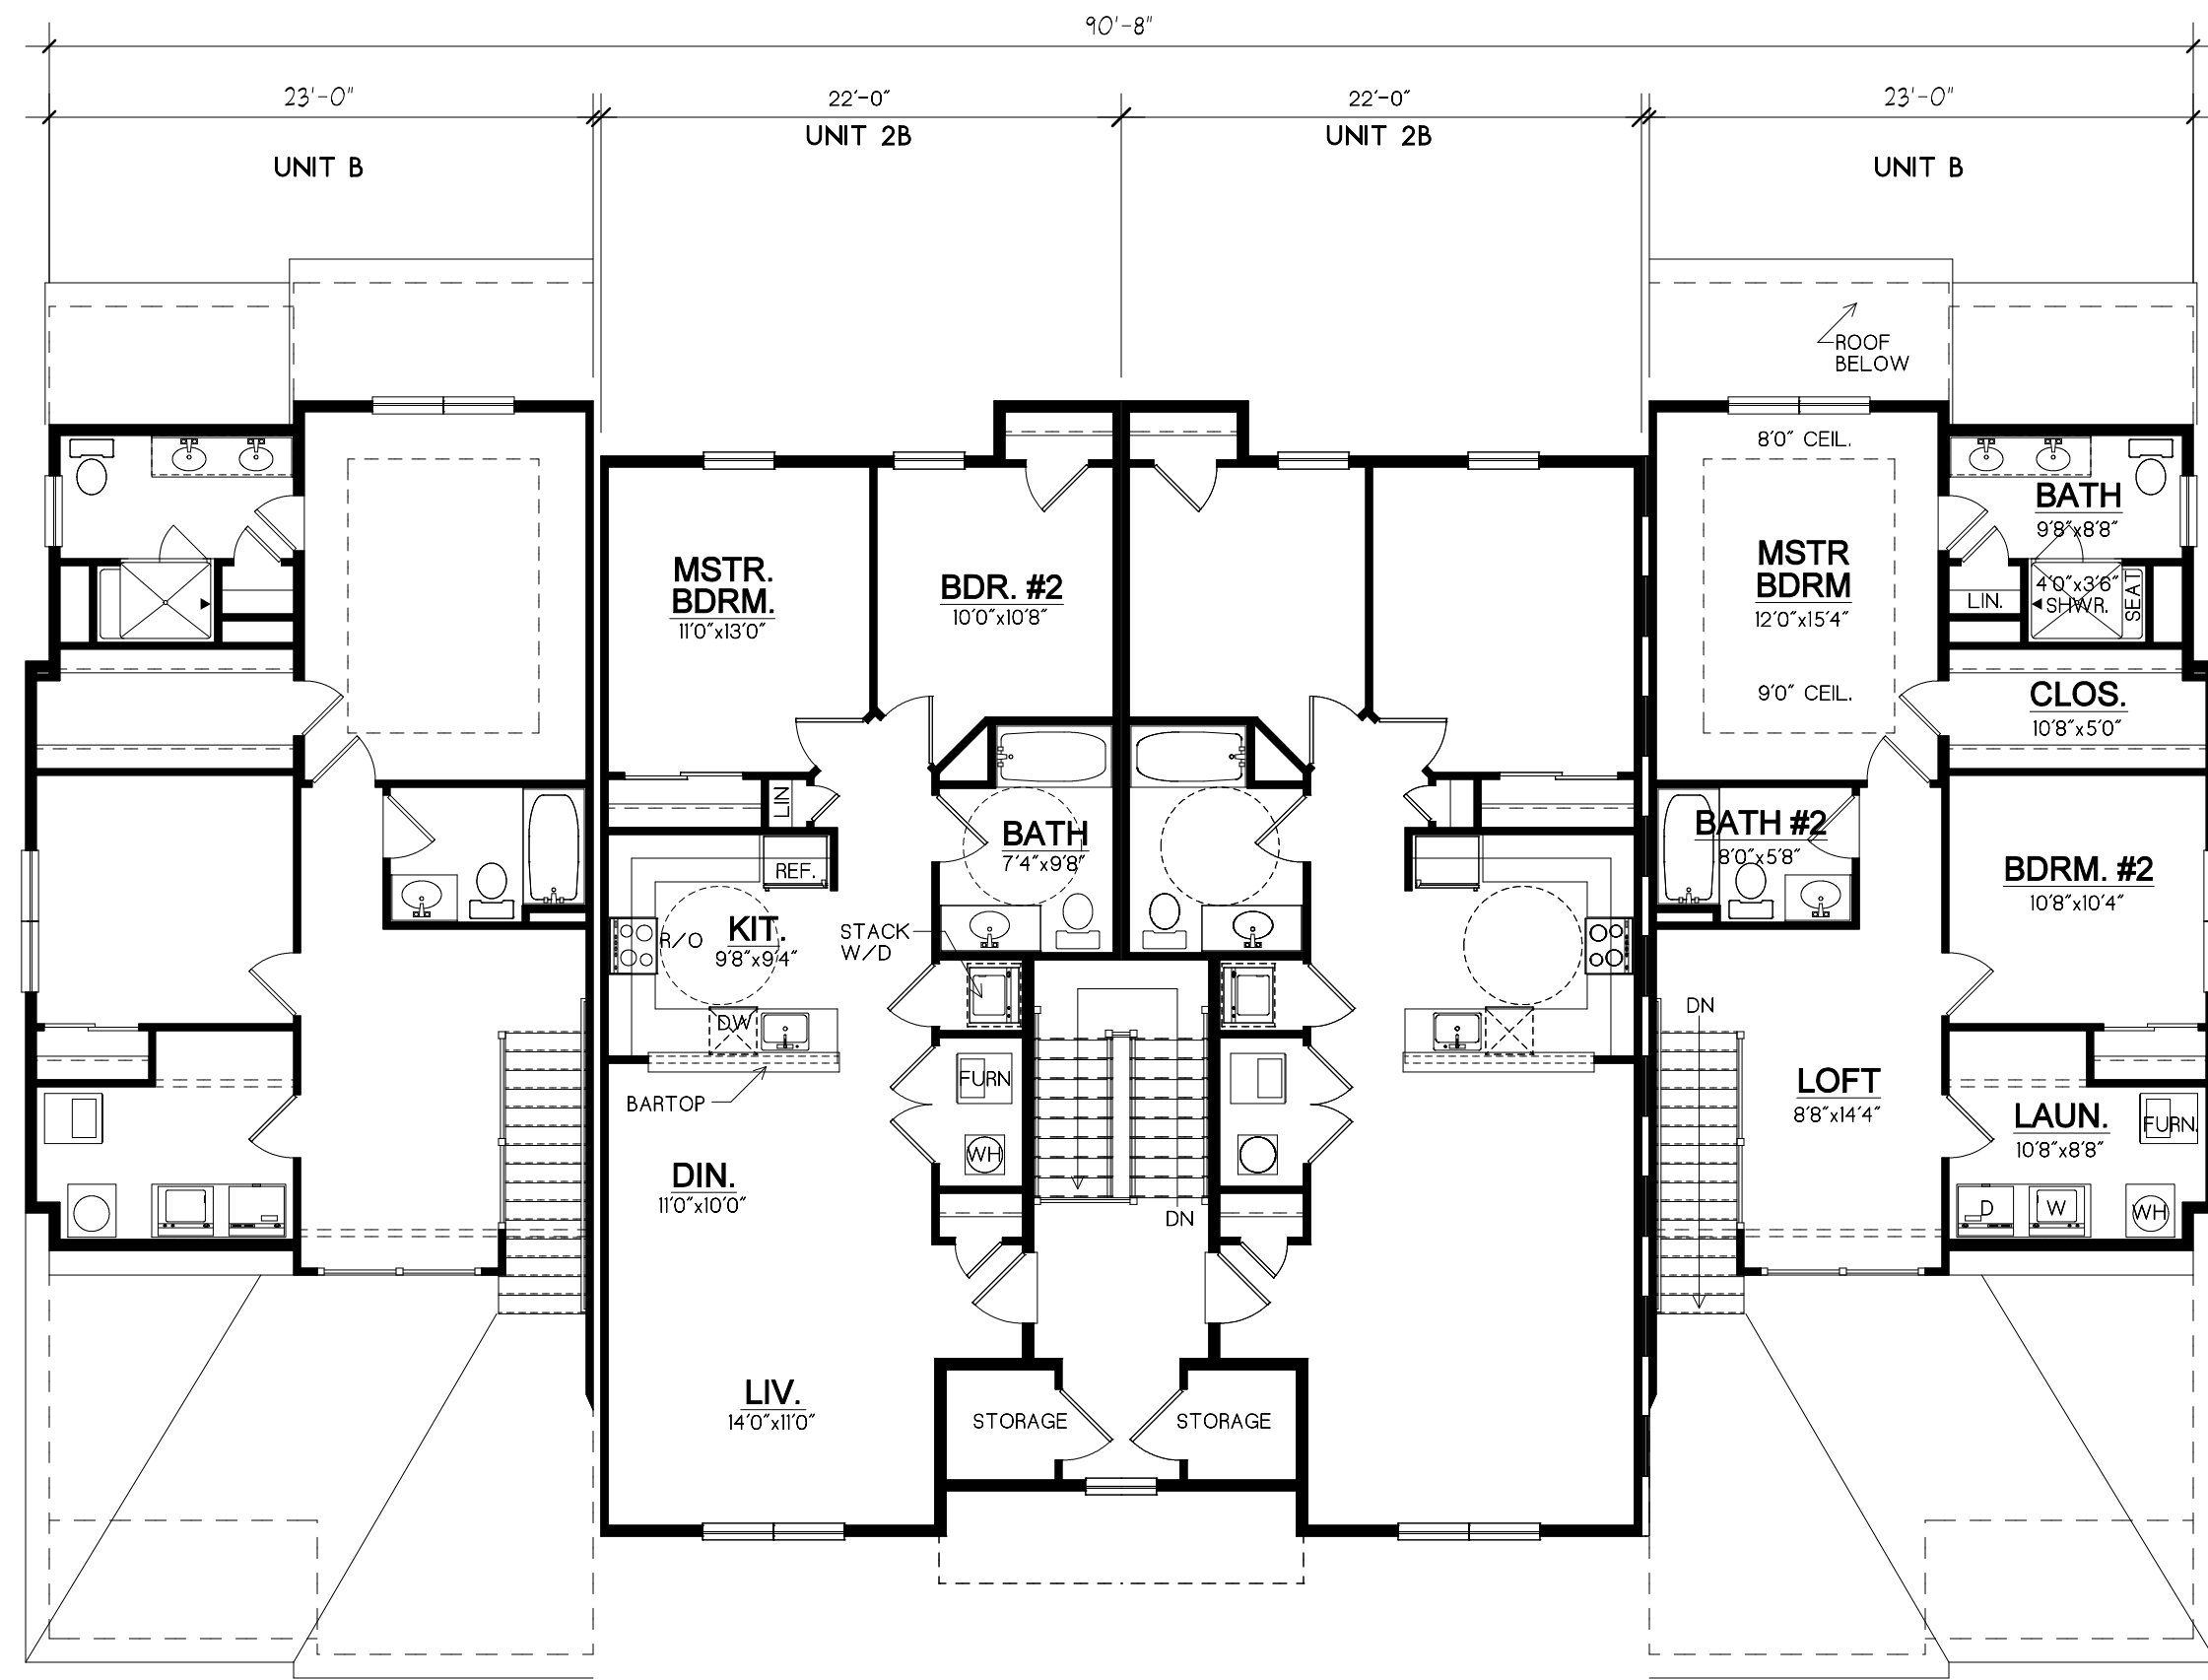 90'-8"
23'-0"
22'-0"
22'-0"
23'-0"
UNIT B
UNIT 2B
UNIT 2B
UNIT B
ROOF
BELOW
8'0" CEIL.
MSTR
BDRM
12'0"x15'4"
9'0" CEIL.
BATH
9'8"x8'8"
4'0"x3'6"
SHWR.
SEAT
LIN.
CLOS.
10'8"x5'0"
MSTR.
BDRM.
11'0"x13'0"
BDR. #2
10'0"x10'8"
LIN
BATH
7'4"x9'8"
REF.
R/O
KIT.
9'8"x9'4"
STACK
W/D
DW
BARTOP
FURN
WH
DIN.
11'0"x10'0"
DN
LIV.
14'0"x11'0"
STORAGE
STORAGE
BATH #2
8'0"x5'8"
BDRM. #2
10'8"x10'4"
DN
LOFT
8'8"x14'4"
LAUN.
10'8"x8'8"
FURN.
D
W
WH